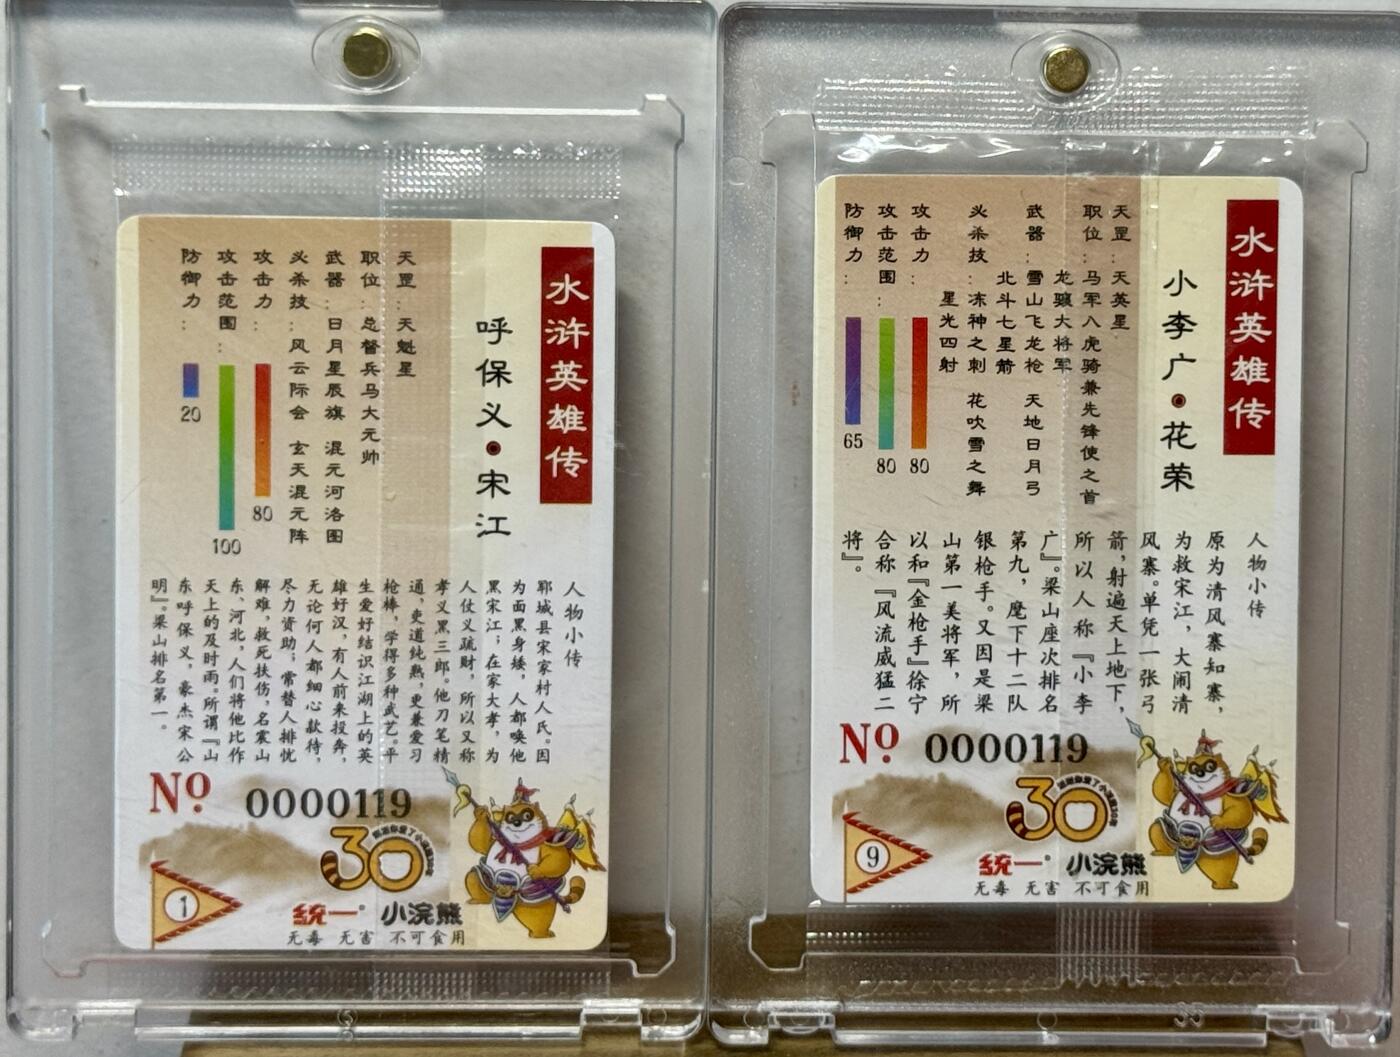 水浒英雄传
呼保义·宋江
天罡：天魁星
职位：总督兵马大元帅
武器：日月星辰旗 混元河洛图
必杀技：风云际会 玄天混元阵
攻击力：
80
攻击范围：
100
防御力：
20
人物小传
郓城县宋家村人氏。因
为面黑身矮，人都唤他
黑宋江；在家大孝，为
人仗义疏财，所以又称
孝义黑三郎。他刀笔精
通，吏道纯熟，更兼爱习
枪棒，学得多种武艺。平
生爱好结识江湖上的英
雄好汉，有人前来投奔，
无论何人都细心款待，
尽力资助；常替人排忧
解难，救死扶伤，名震山
东、河北，人们将他比作
天上的及时雨。所谓『山
东呼保义，豪杰宋公
明』。梁山排名第一。
Nº 0000119
30
1
统一 小浣熊
无毒 无害 不可食用
水浒英雄传
小李广·花荣
天罡：天英星
职位：马军八虎骑兼先锋使之首
龙骧大将军
武器：雪山飞龙枪 天地日月弓
北斗七星箭
必杀技：冻神之刺 花吹雪之舞
星光四射
攻击力：
80
攻击范围：
80
防御力：
65
人物小传
原为清风寨知寨，
为救宋江，大闹清
风寨。单凭一张弓
箭，射遍天上地下，
所以人称『小李
广』。梁山座次排名
第九，麾下十二队
银枪手。又因是梁
山第一美将军，所
以和『金枪手』徐宁
合称『风流威猛二
将』。
Nº 0000119
30
9
统一 小浣熊
无毒 无害 不可食用